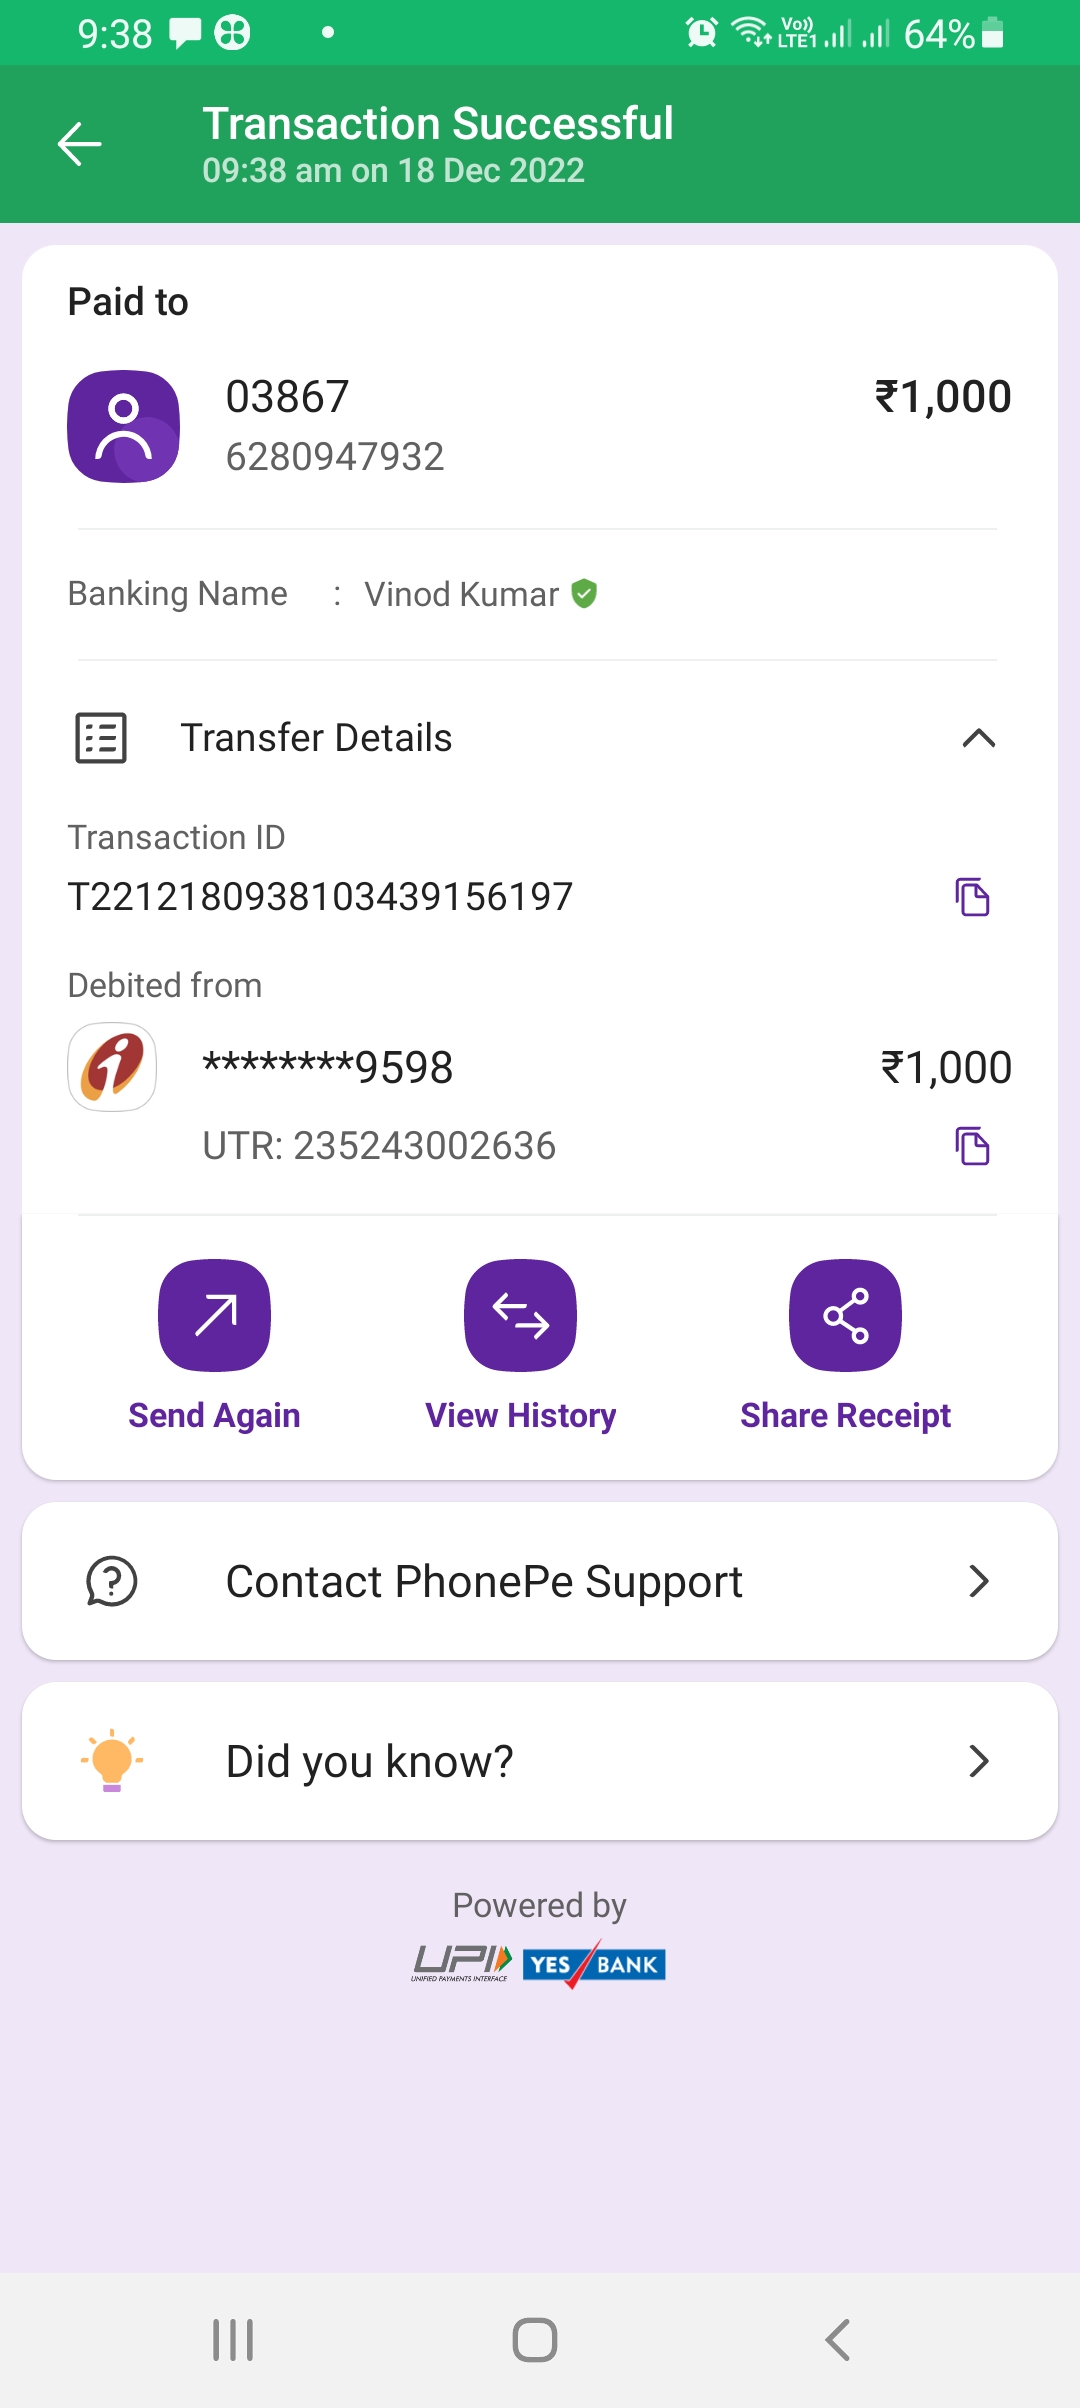 9:38 Vo)) LTE1 64%
Transaction Successful
09:38 am on 18 Dec 2022
Paid to
03867 ₹1,000
6280947932
Banking Name : Vinod Kumar
Transfer Details
Transaction ID
T2212180938103439156197
Debited from
********9598 ₹1,000
UTR: 235243002636
Send Again View History Share Receipt
Contact PhonePe Support
Did you know?
Powered by
UPI YES BANK
UNIFIED PAYMENTS INTERFACE